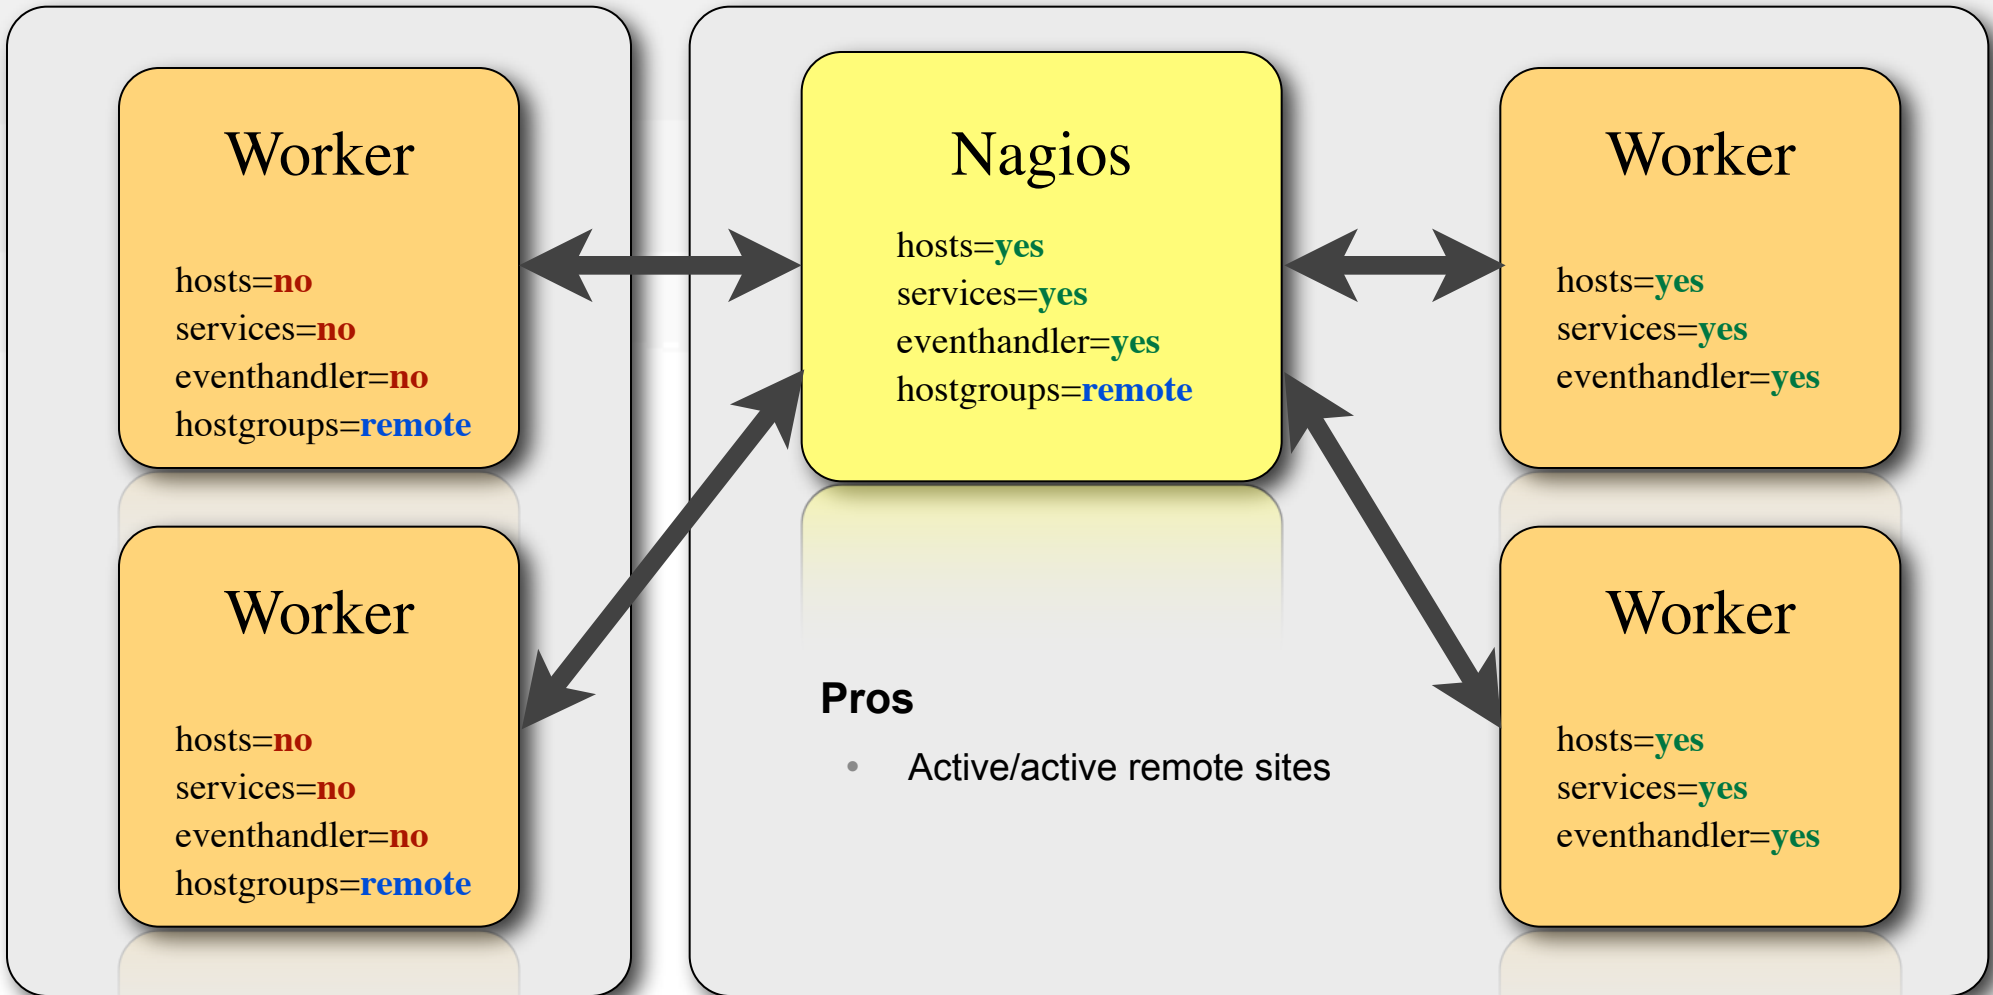 Worker
hosts=no
services=no
eventhandler=no
hostgroups=remote
Worker
hosts=no
services=no
eventhandler=no
hostgroups=remote
Nagios
hosts=yes
services=yes
eventhandler=yes
hostgroups=remote
Pros
• Active/active remote sites
Worker
hosts=yes
services=yes
eventhandler=yes
Worker
hosts=yes
services=yes
eventhandler=yes